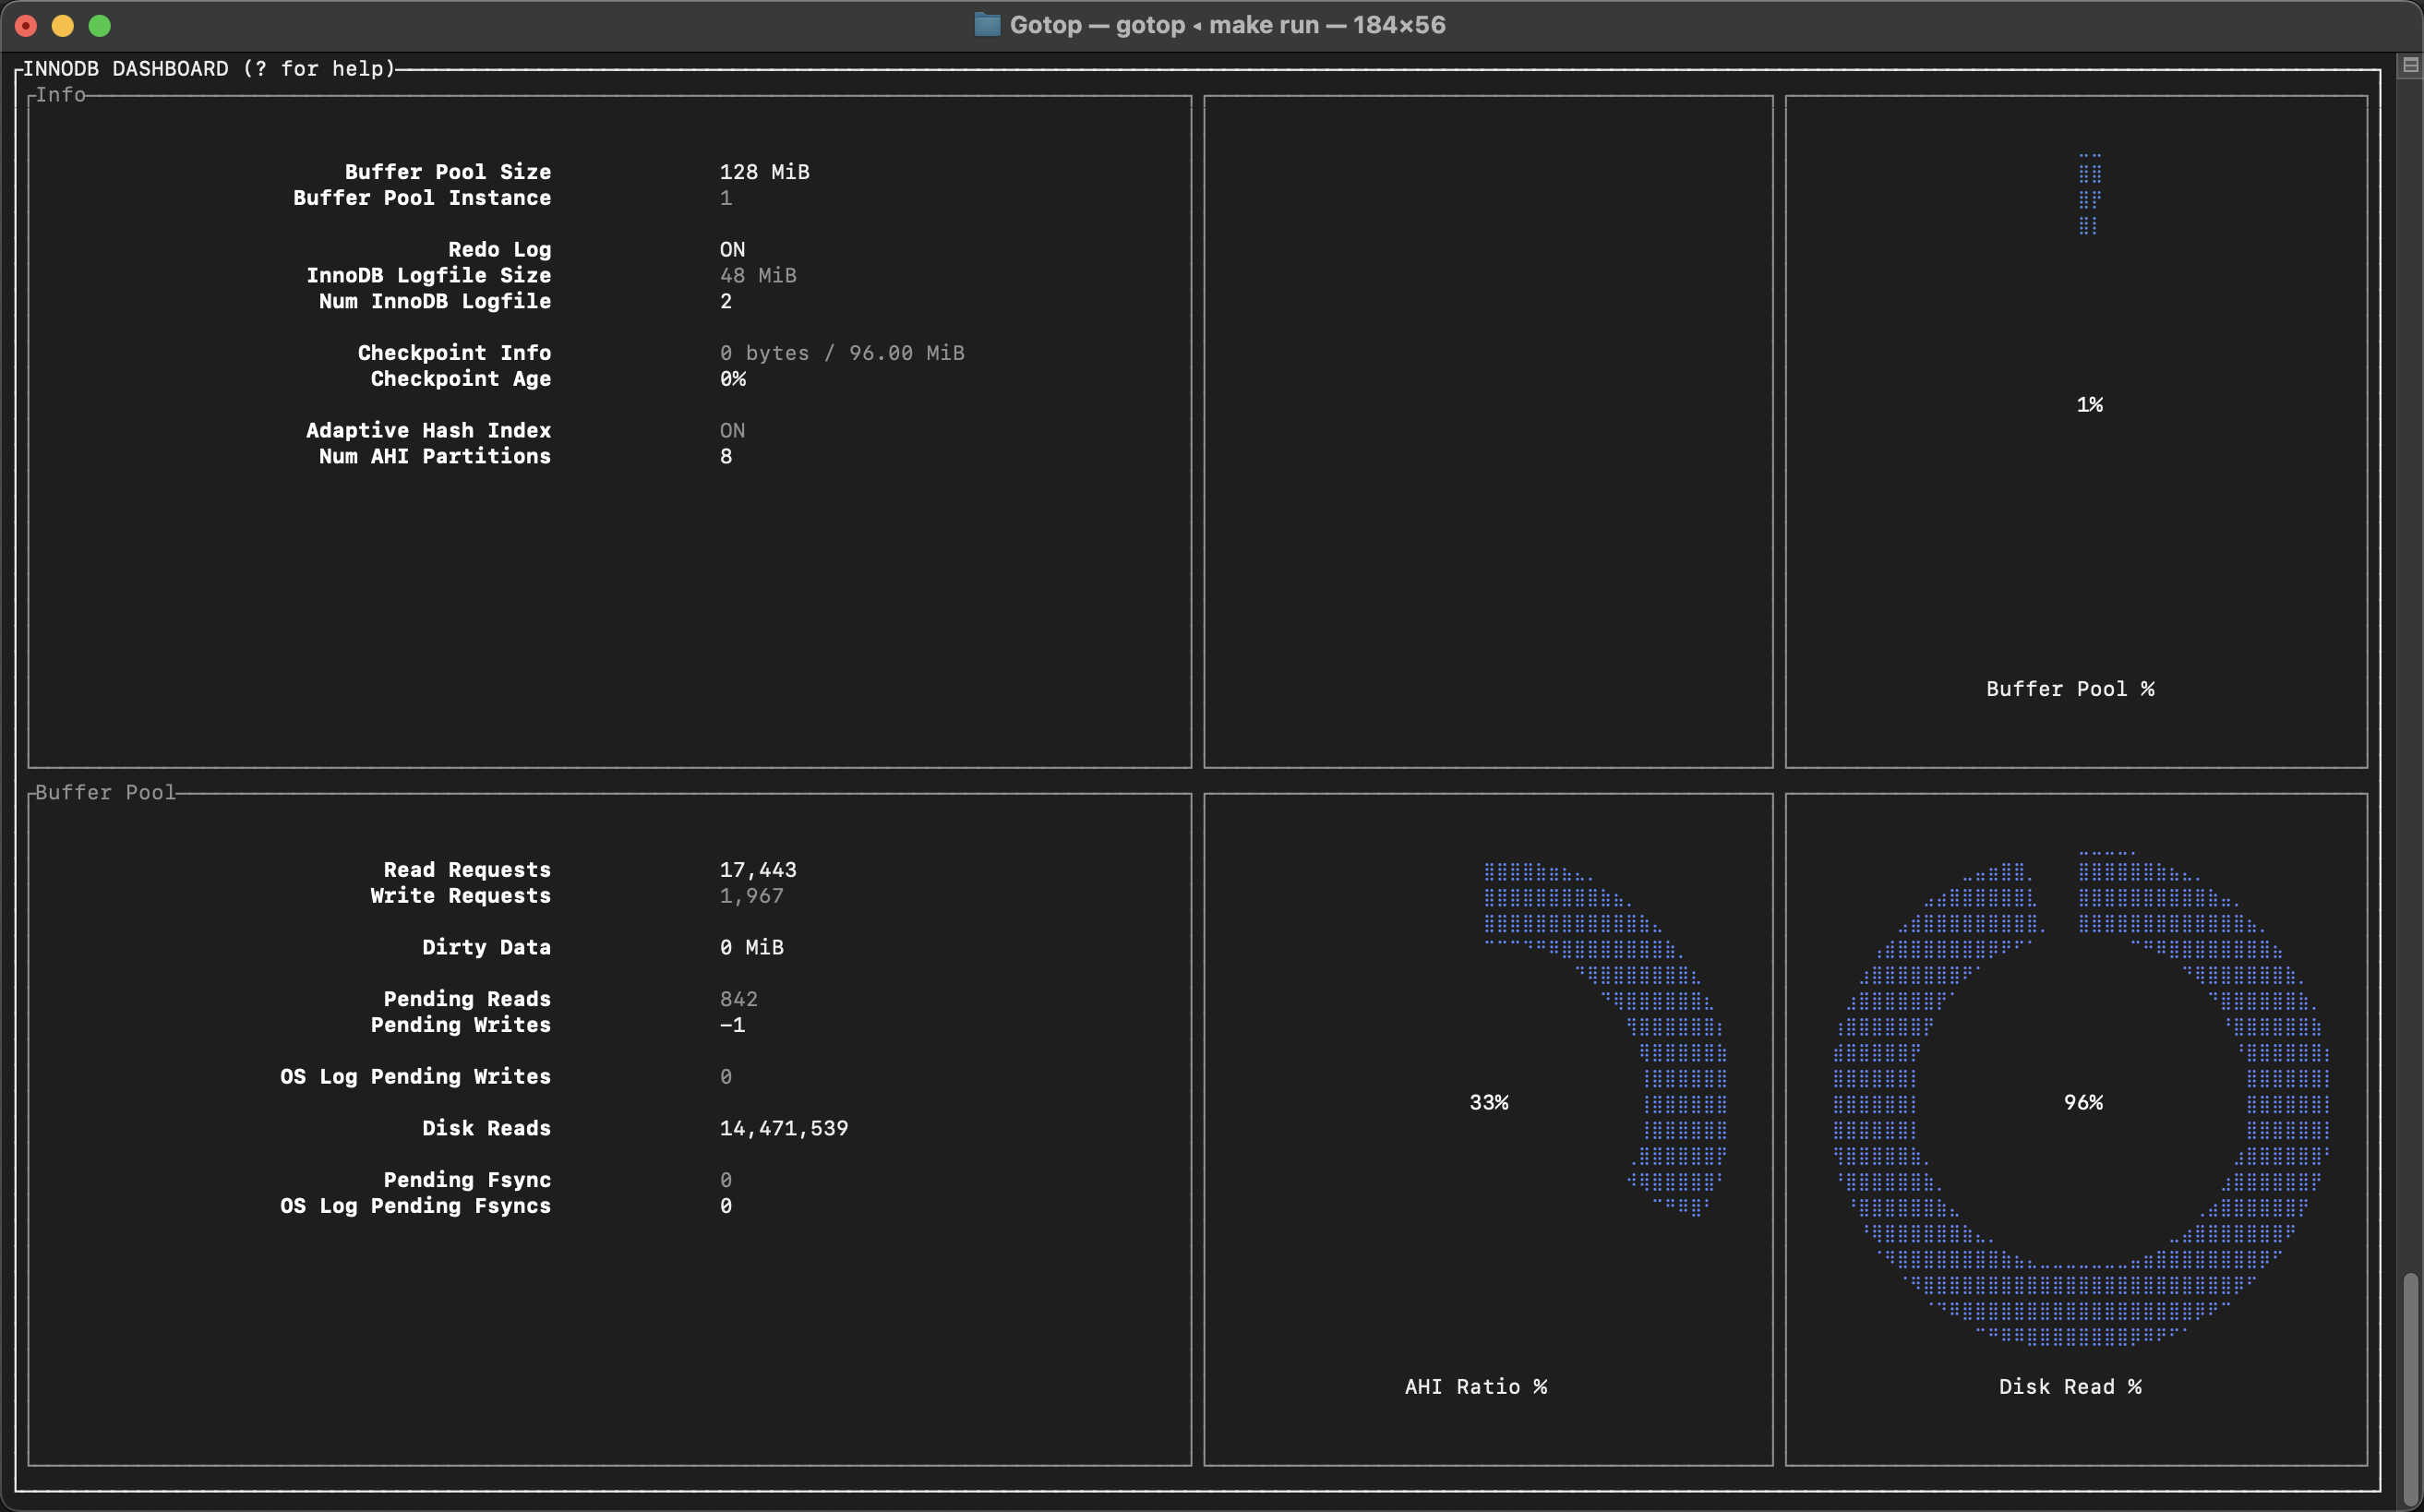 Gotop — gotop ◂ make run — 184×56
INNODB DASHBOARD (? for help)
Info
Buffer Pool Size 128 MiB
Buffer Pool Instance 1
Redo Log ON
InnoDB Logfile Size 48 MiB
Num InnoDB Logfile 2
Checkpoint Info 0 bytes / 96.00 MiB
Checkpoint Age 0%
Adaptive Hash Index ON
Num AHI Partitions 8
1%
Buffer Pool %
Buffer Pool
Read Requests 17,443
Write Requests 1,967
Dirty Data 0 MiB
Pending Reads 842
Pending Writes -1
OS Log Pending Writes 0
Disk Reads 14,471,539
Pending Fsync 0
OS Log Pending Fsyncs 0
33%
AHI Ratio %
96%
Disk Read %